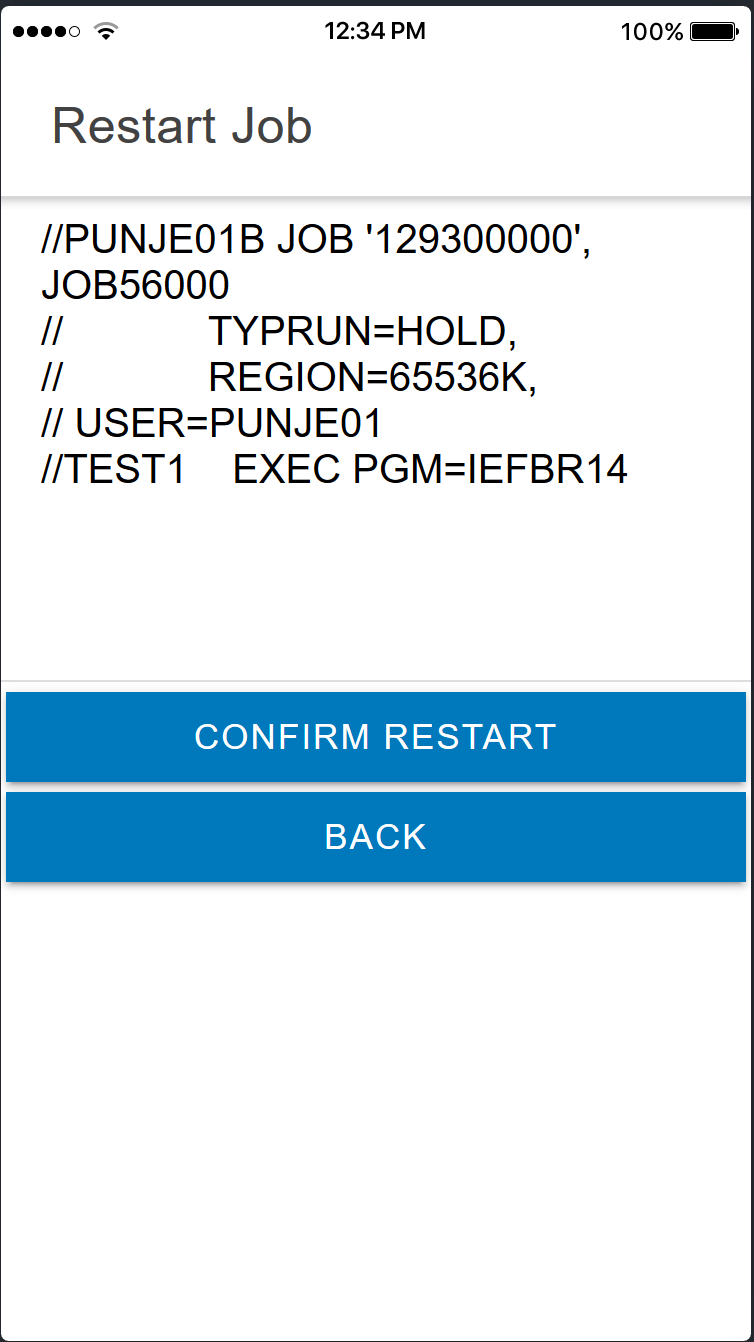 12:34 PM
100%
Restart Job
//PUNJE01B JOB '129300000',
JOB56000
//             TYPRUN=HOLD,
//             REGION=65536K,
// USER=PUNJE01
//TEST1    EXEC PGM=IEFBR14
CONFIRM RESTART
BACK